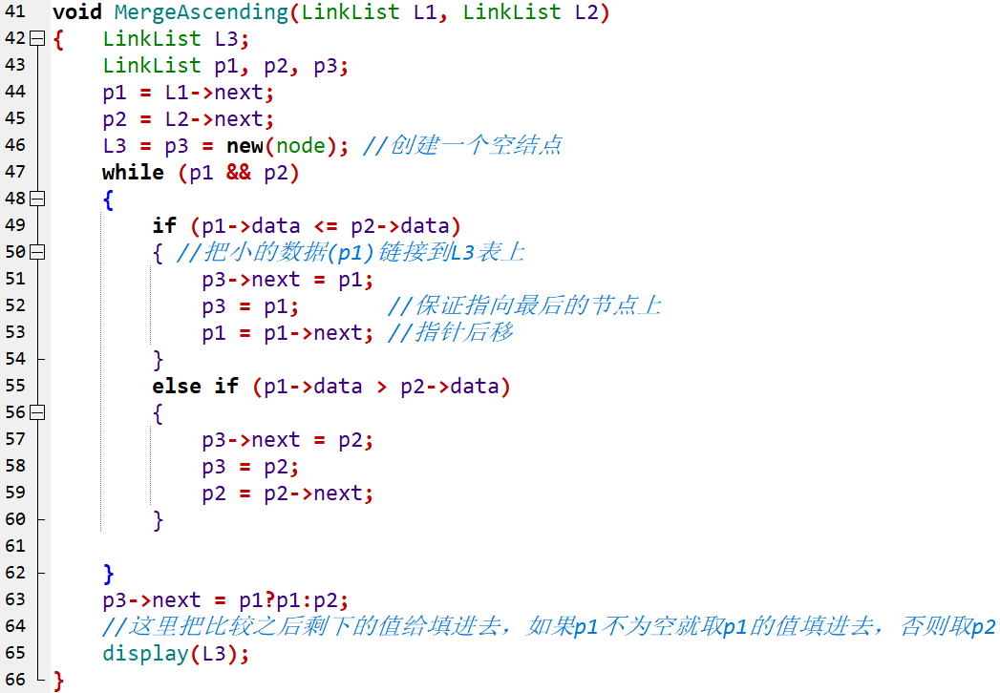 41 void MergeAscending(LinkList L1, LinkList L2)
42 { LinkList L3;
43 LinkList p1, p2, p3;
44 p1 = L1->next;
45 p2 = L2->next;
46 L3 = p3 = new(node); //创建一个空结点
47 while (p1 && p2)
48 {
49 if (p1->data <= p2->data)
50 { //把小的数据(p1)链接到L3表上
51 p3->next = p1;
52 p3 = p1; //保证指向最后的节点上
53 p1 = p1->next; //指针后移
54 }
55 else if (p1->data > p2->data)
56 {
57 p3->next = p2;
58 p3 = p2;
59 p2 = p2->next;
60 }
61
62 }
63 p3->next = p1?p1:p2;
64 //这里把比较之后剩下的值给填进去，如果p1不为空就取p1的值填进去，否则取p2
65 display(L3);
66 }